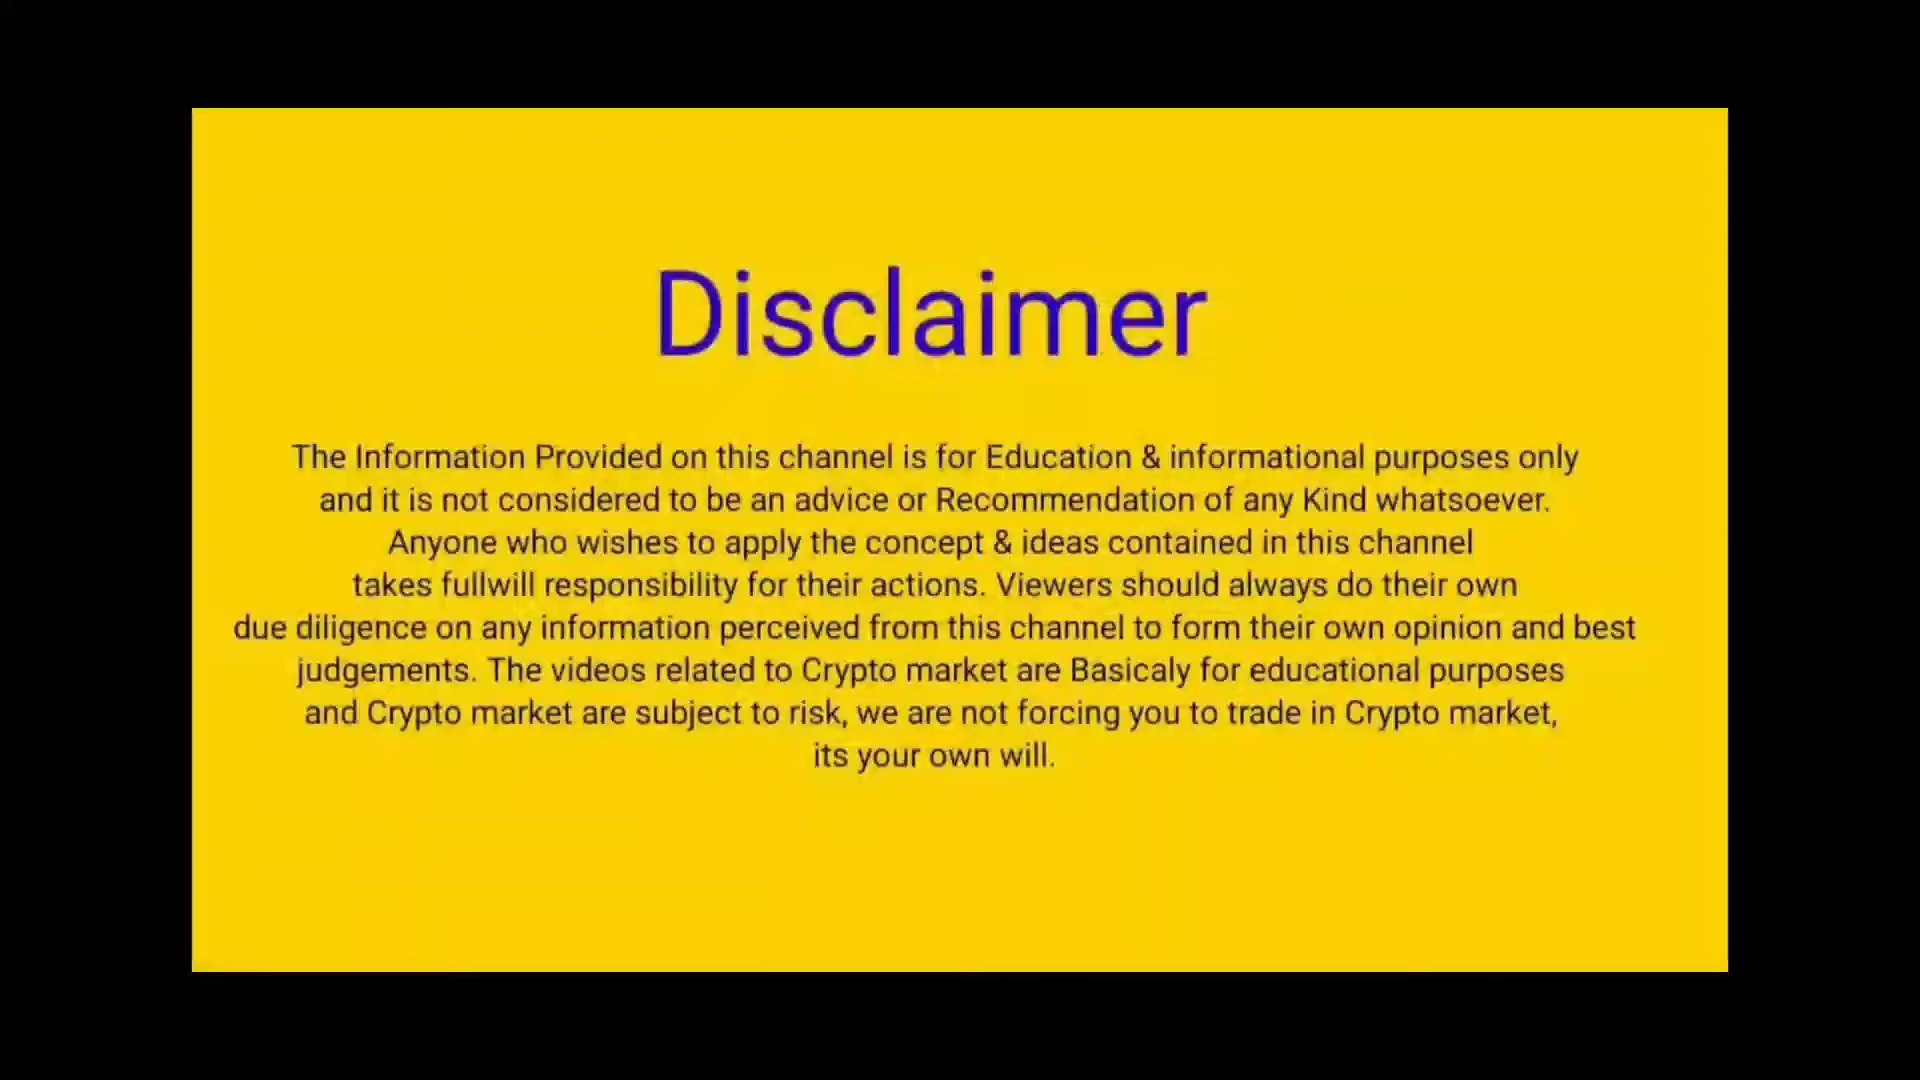 Disclaimer
The Information Provided on this channel is for Education & informational purposes only
and it is not considered to be an advice or Recommendation of any Kind whatsoever.
Anyone who wishes to apply the concept & ideas contained in this channel
takes fullwill responsibility for their actions. Viewers should always do their own
due diligence on any information perceived from this channel to form their own opinion and best
judgements. The videos related to Crypto market are Basicaly for educational purposes
and Crypto market are subject to risk, we are not forcing you to trade in Crypto market,
its your own will.